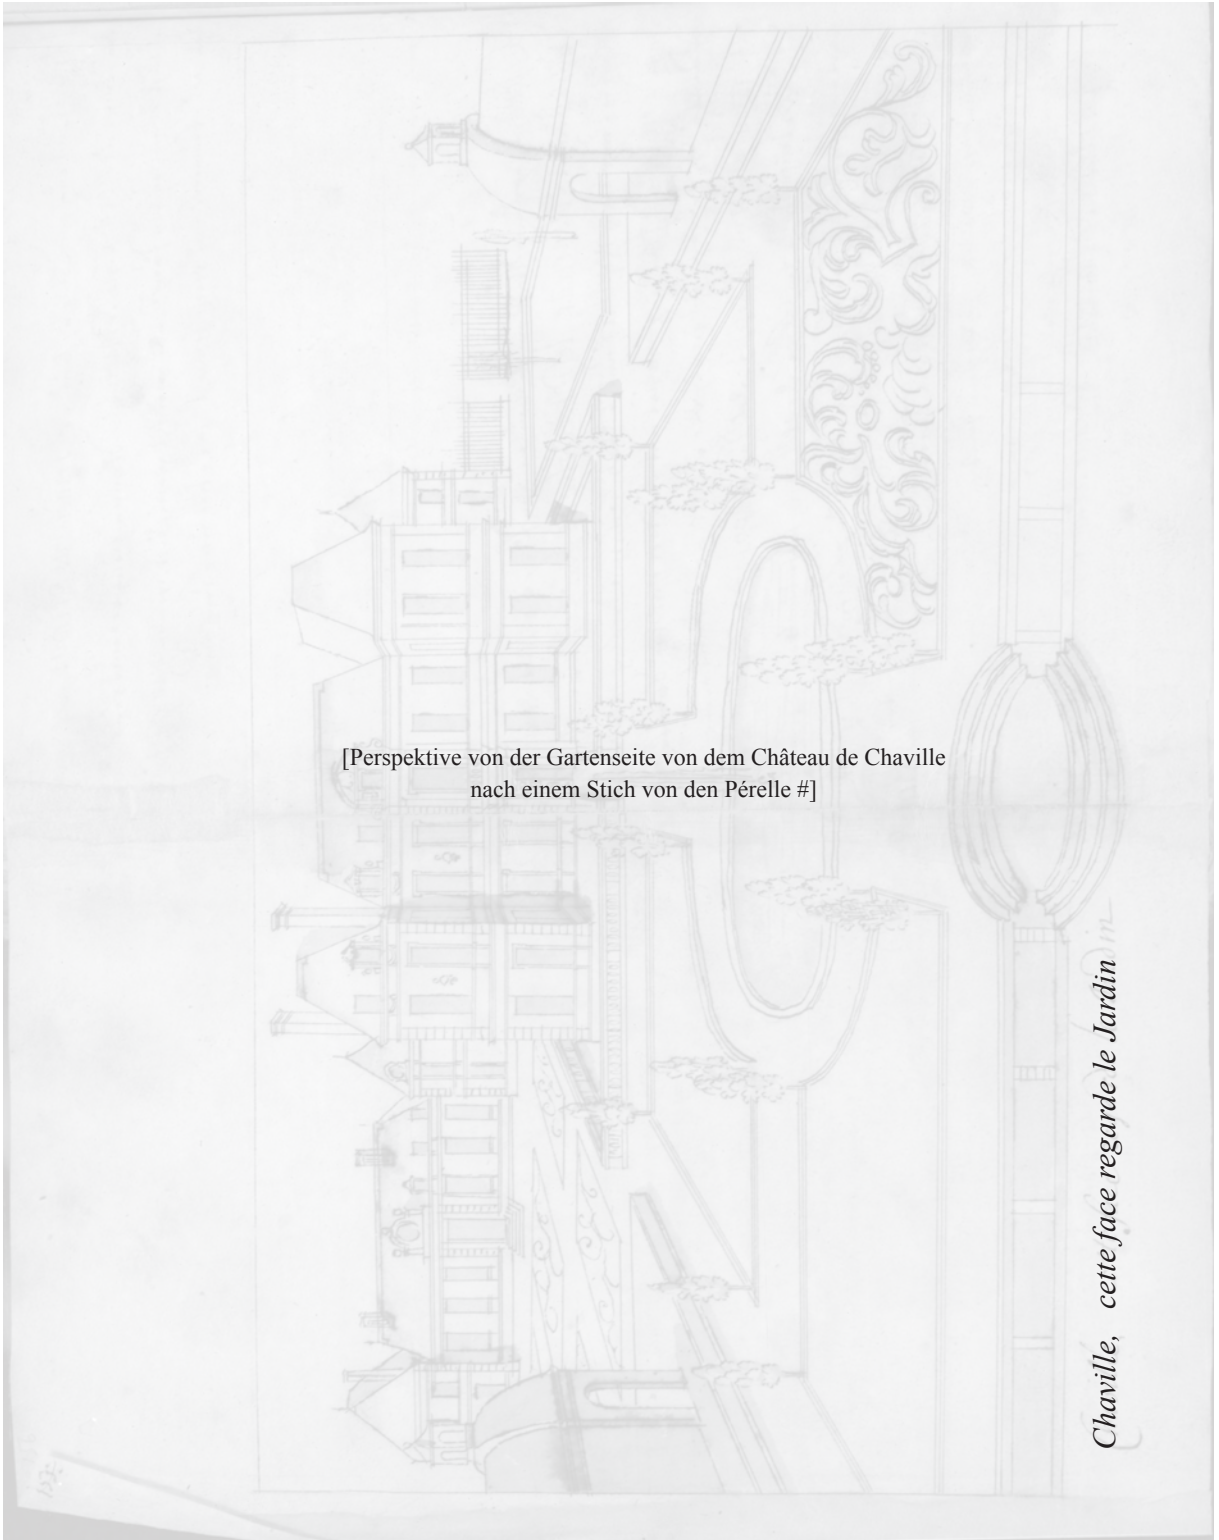 [Perspektive von der Gartenseite von dem Château de Chaville
nach einem Stich von den Pérelle #]
Chaville, cette face regarde le Jardin